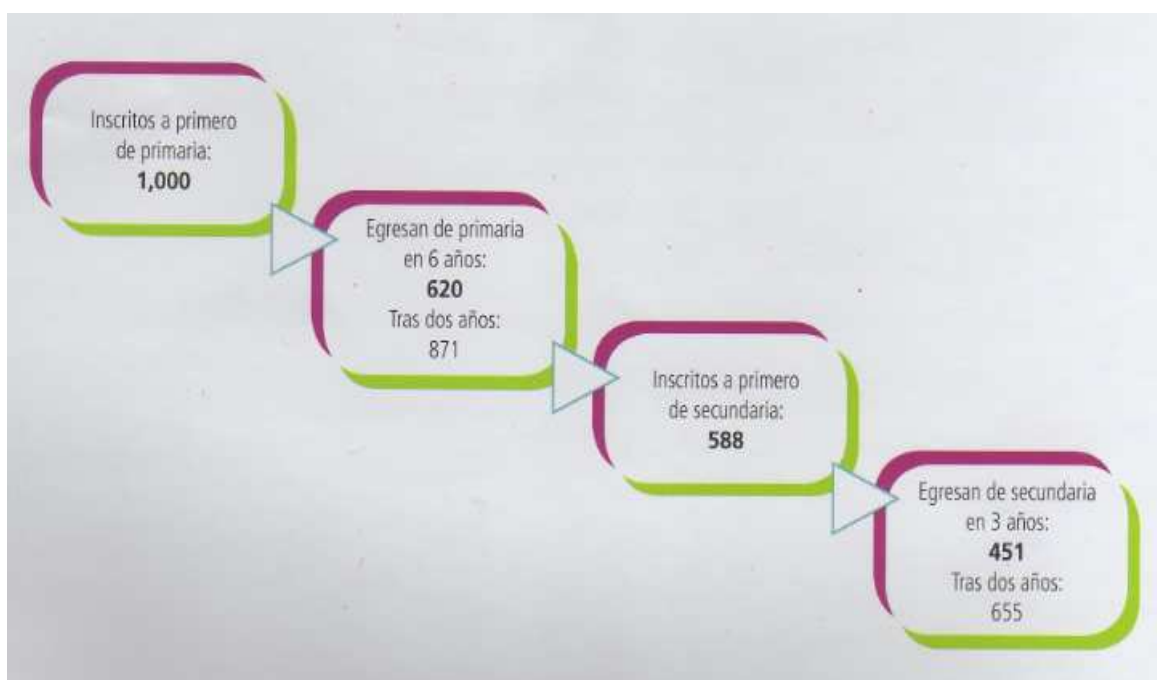 Inscritos a primero
de primaria:
1,000
Egresan de primaria
en 6 años:
620
Tras dos años:
871
Inscritos a primero
de secundaria:
588
Egresan de secundaria
en 3 años:
451
Tras dos años:
655